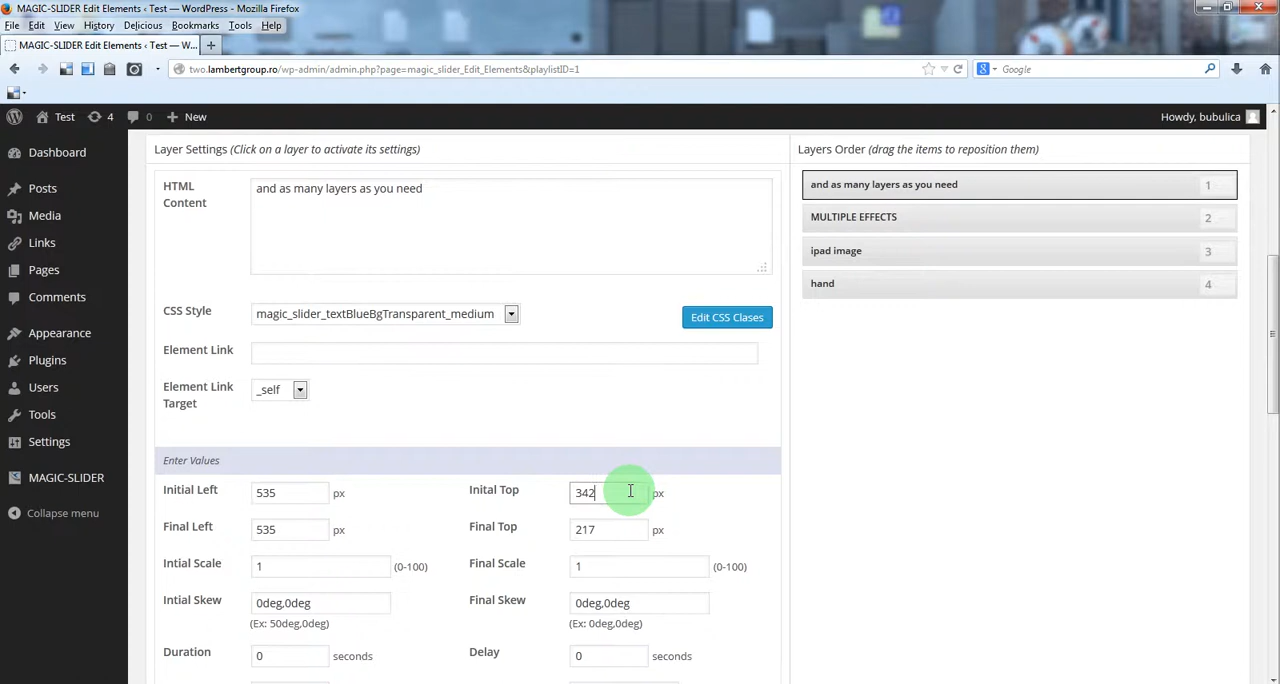 MAGIC-SLIDER Edit Elements ‹ Test — WordPress - Mozilla Firefox
File Edit View History Delicious Bookmarks Tools Help
MAGIC-SLIDER Edit Elements ‹ Test — W...
two.lambertgroup.ro/wp-admin/admin.php?page=magic_slider_Edit_Elements&playlistID=1
Google
Test 4 0 New Howdy, bubulica
Dashboard
Posts
Media
Links
Pages
Comments
Appearance
Plugins
Users
Tools
Settings
MAGIC-SLIDER
Collapse menu
Layer Settings (Click on a layer to activate its settings)
HTML Content
and as many layers as you need
CSS Style
magic_slider_textBlueBgTransparent_medium
Edit CSS Clases
Element Link
Element Link Target
_self
Enter Values
Initial Left 535 px Inital Top 342 px
Final Left 535 px Final Top 217 px
Intial Scale 1 (0-100) Final Scale 1 (0-100)
Intial Skew 0deg,0deg Final Skew 0deg,0deg
(Ex: 50deg,0deg) (Ex: 0deg,0deg)
Duration 0 seconds Delay 0 seconds
Layers Order (drag the items to reposition them)
and as many layers as you need 1
MULTIPLE EFFECTS 2
ipad image 3
hand 4